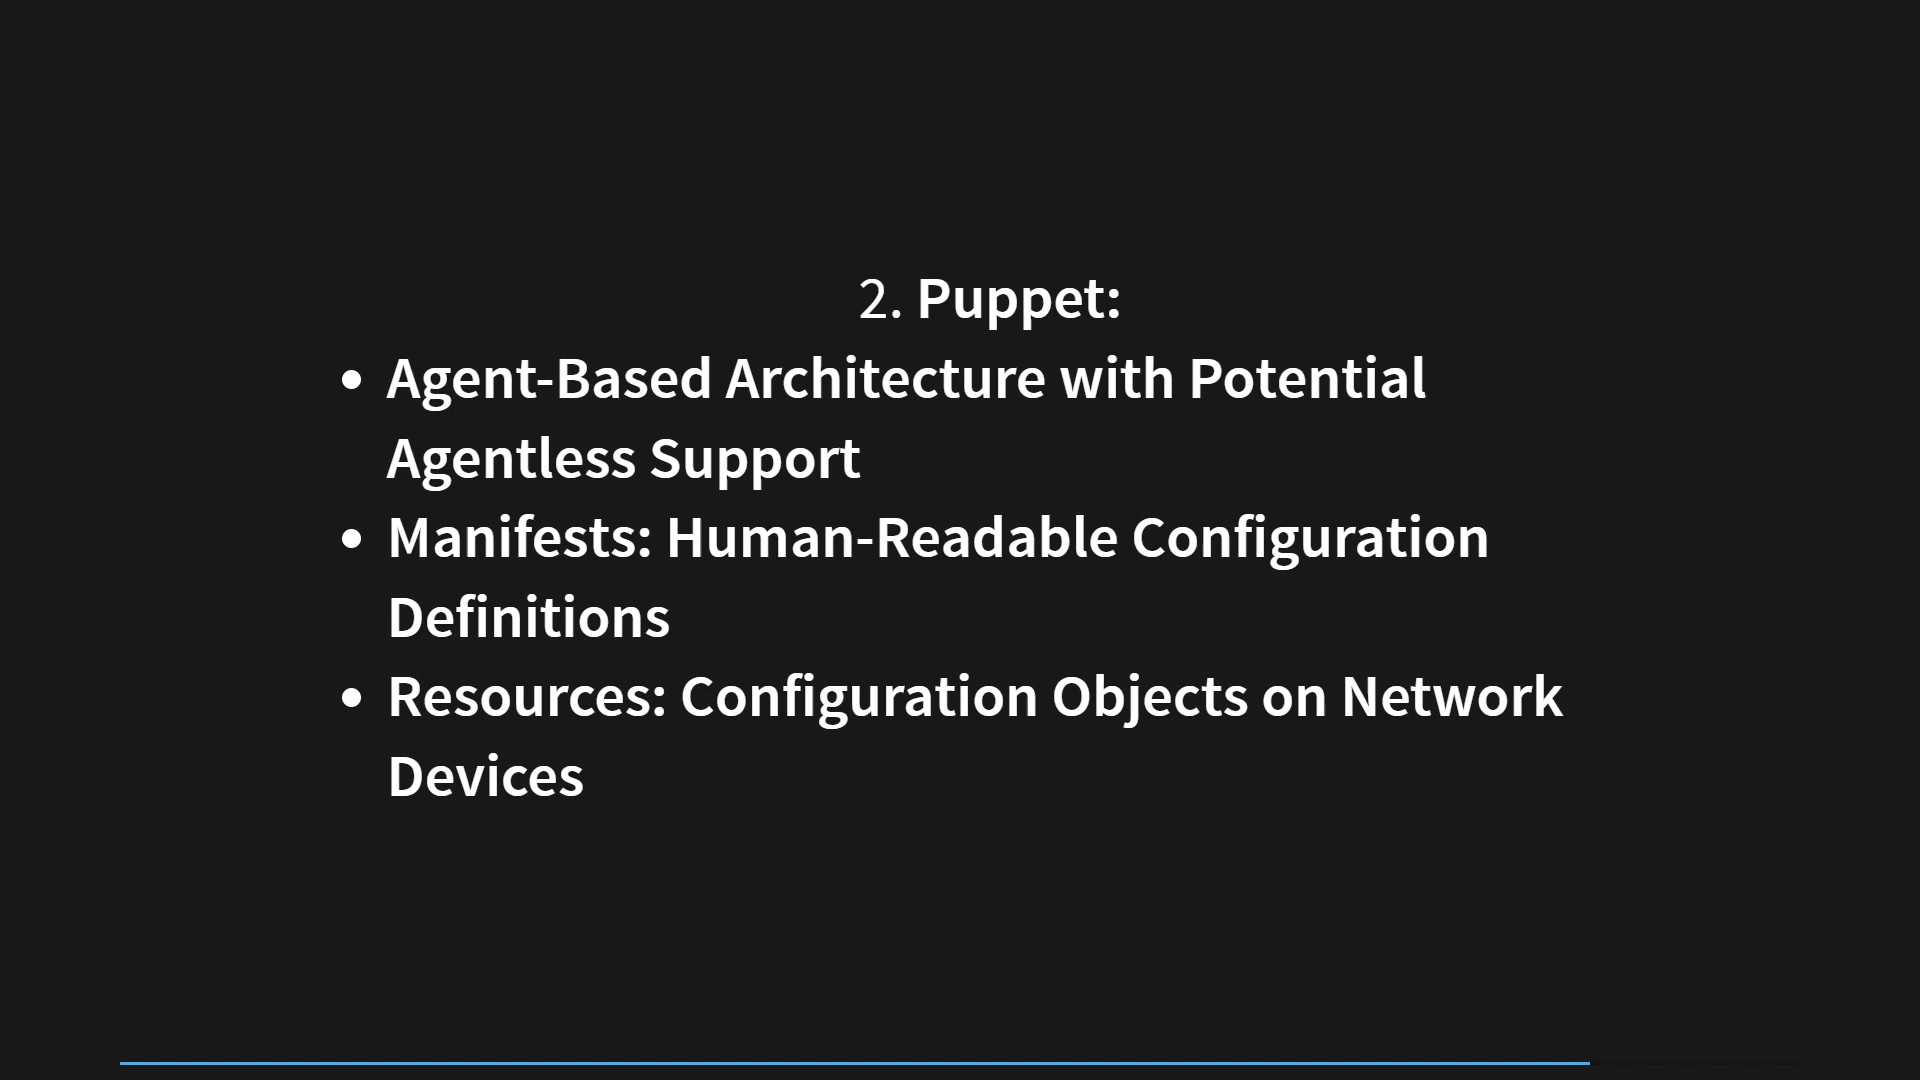 2. Puppet:
• Agent-Based Architecture with Potential
Agentless Support
• Manifests: Human-Readable Configuration
Definitions
• Resources: Configuration Objects on Network
Devices